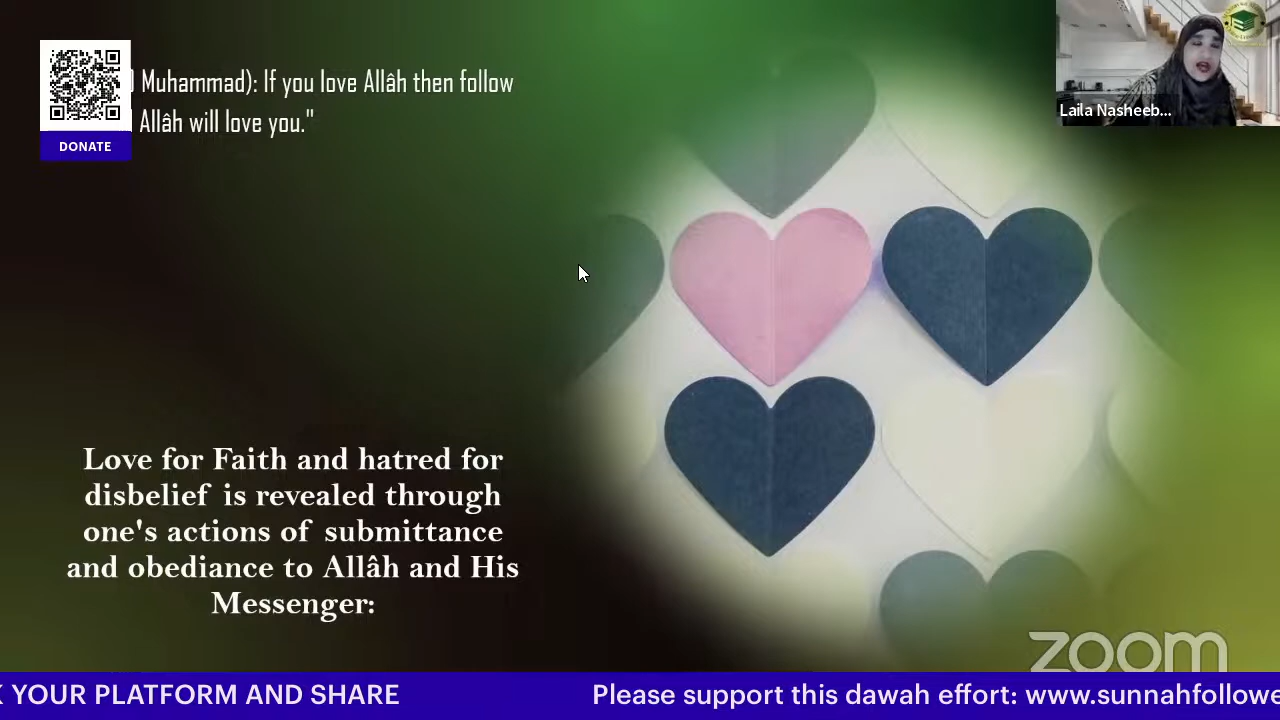 Muhammad): If you love Allâh then follow
Allâh will love you."
DONATE
Laila Nasheeb...
Love for Faith and hatred for
disbelief is revealed through
one's actions of submittance
and obediance to Allâh and His
Messenger:
zoom
YOUR PLATFORM AND SHARE
Please support this dawah effort: www.sunnahfollowe